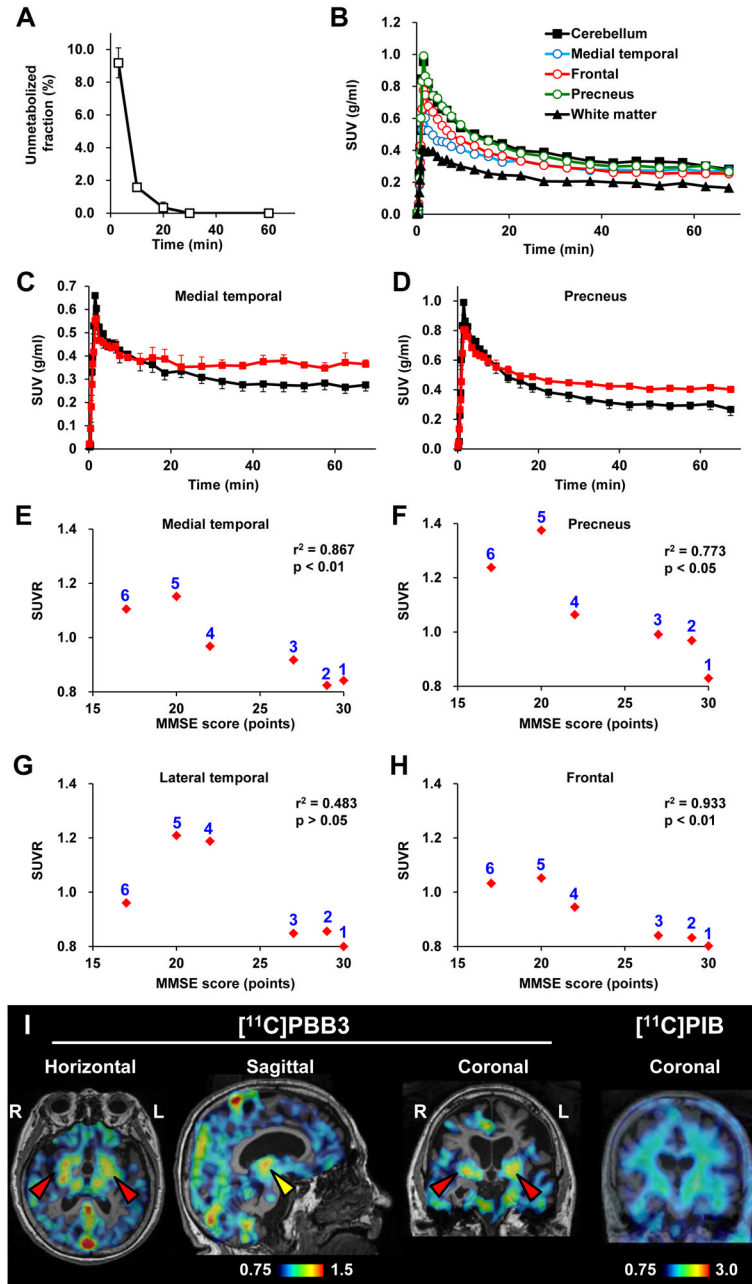 A
Unmetabolized
fraction (%)
10.0
8.0
6.0
4.0
2.0
0.0
0 20 40 60
Time (min)
B
SUV (g/ml)
1.2
1.0
0.8
0.6
0.4
0.2
0
0 20 40 60
Time (min)
Cerebellum
Medial temporal
Frontal
Precneus
White matter
C
Medial temporal
SUV (g/ml)
0.7
0.6
0.5
0.4
0.3
0.2
0.1
0
0 20 40 60
Time (min)
D
Precneus
SUV (g/ml)
1.0
0.8
0.6
0.4
0.2
0.0
0 20 40 60
Time (min)
E
Medial temporal
r² = 0.867
p < 0.01
SUVR
1.4
1.2
1.0
0.8
6 5 4 3 2 1
15 20 25 30
MMSE score (points)
F
Precneus
r² = 0.773
p < 0.05
SUVR
1.4
1.2
1.0
0.8
6 5 4 3 2 1
15 20 25 30
MMSE score (points)
G
Lateral temporal
r² = 0.483
p > 0.05
SUVR
1.4
1.2
1.0
0.8
6 5 4 3 2 1
15 20 25 30
MMSE score (points)
H
Frontal
r² = 0.933
p < 0.01
SUVR
1.4
1.2
1.0
0.8
6 5 4 3 2 1
15 20 25 30
MMSE score (points)
I
[¹¹C]PBB3 [¹¹C]PIB
Horizontal Sagittal Coronal Coronal
R L R L
0.75 1.5 0.75 3.0